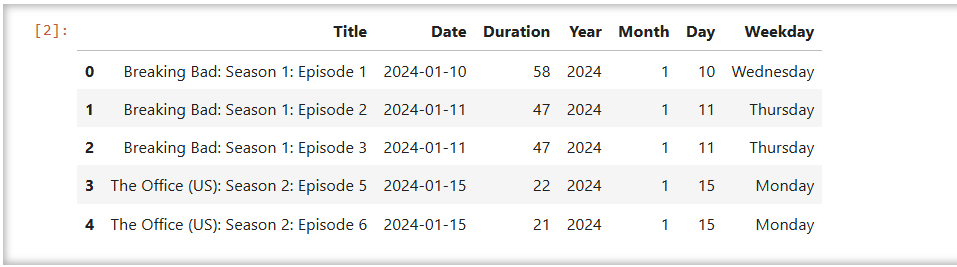 [2]:
Title Date Duration Year Month Day Weekday
0 Breaking Bad: Season 1: Episode 1 2024-01-10 58 2024 1 10 Wednesday
1 Breaking Bad: Season 1: Episode 2 2024-01-11 47 2024 1 11 Thursday
2 Breaking Bad: Season 1: Episode 3 2024-01-11 47 2024 1 11 Thursday
3 The Office (US): Season 2: Episode 5 2024-01-15 22 2024 1 15 Monday
4 The Office (US): Season 2: Episode 6 2024-01-15 21 2024 1 15 Monday